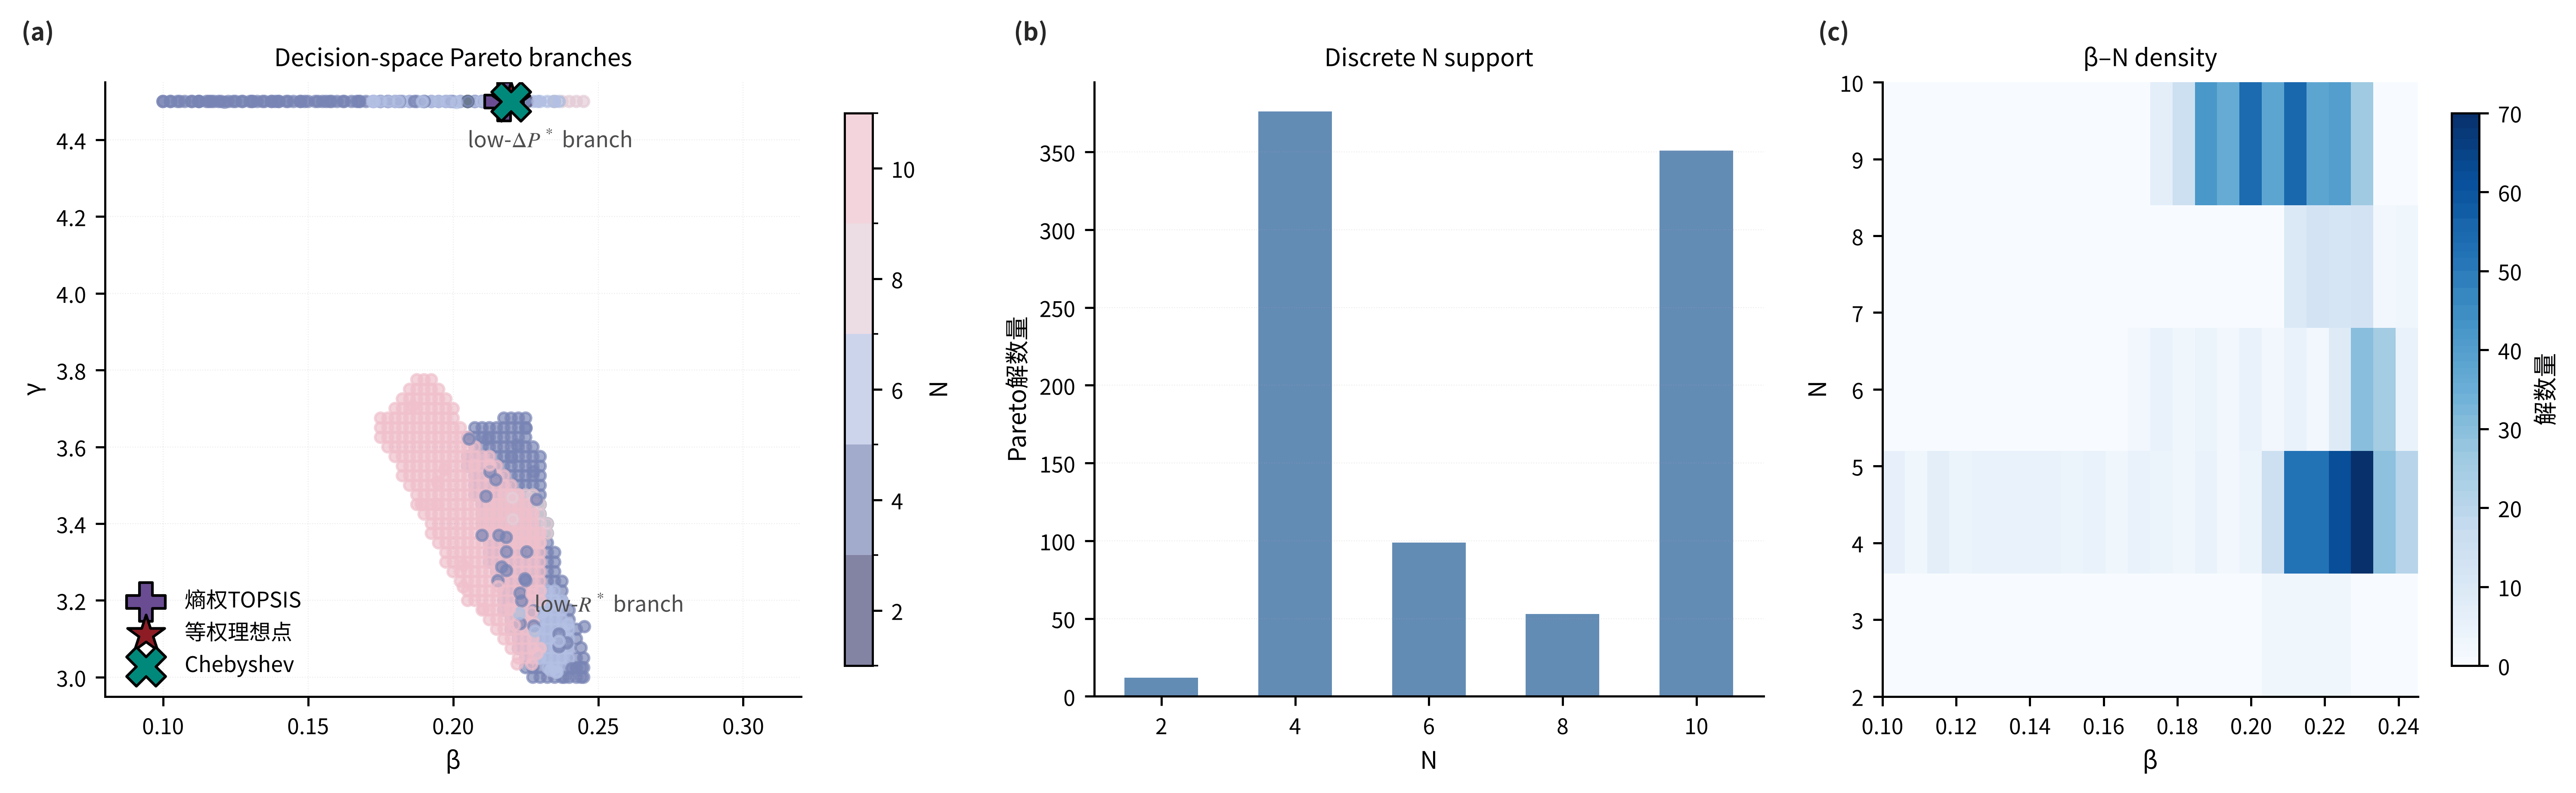 (a)
Decision-space Pareto branches
γ
4.4
4.2
4.0
3.8
3.6
3.4
3.2
3.0
low-ΔP* branch
low-R* branch
熵权TOPSIS
等权理想点
Chebyshev
0.10 0.15 0.20 0.25 0.30
β
10
8
6
4
2
N
(b)
Discrete N support
Pareto解数量
350
300
250
200
150
100
50
0
2 4 6 8 10
N
(c)
β–N density
N
10
9
8
7
6
5
4
3
2
0.10 0.12 0.14 0.16 0.18 0.20 0.22 0.24
β
70
60
50
40
30
20
10
0
解数量